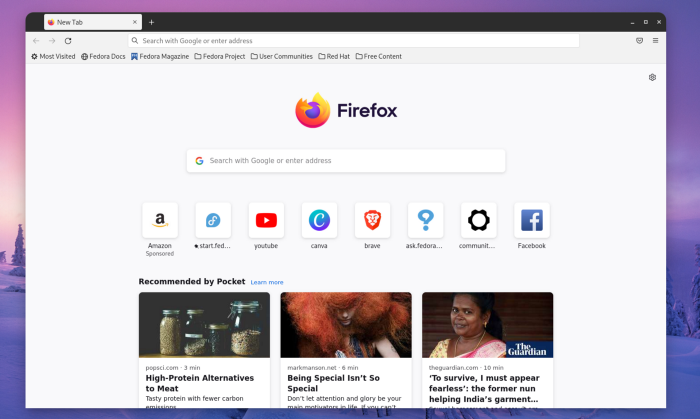 New Tab
Search with Google or enter address
Most Visited Fedora Docs Fedora Magazine Fedora Project User Communities Red Hat Free Content
Firefox
Search with Google or enter address
Amazon start.fed... youtube canva brave ask.fedora... communit... Facebook
Sponsored
Recommended by Pocket Learn more
The Guardian
popsci.com · 3 min
High-Protein Alternatives
to Meat
Tasty protein with fewer carbon
emissions
markmanson.net · 6 min
Being Special Isn’t So
Special
Don’t let attention and glory be your
main motivators in life. If you can’t
theguardian.com · 10 min
‘To survive, I must appear
fearless’: the former nun
helping India’s garment...